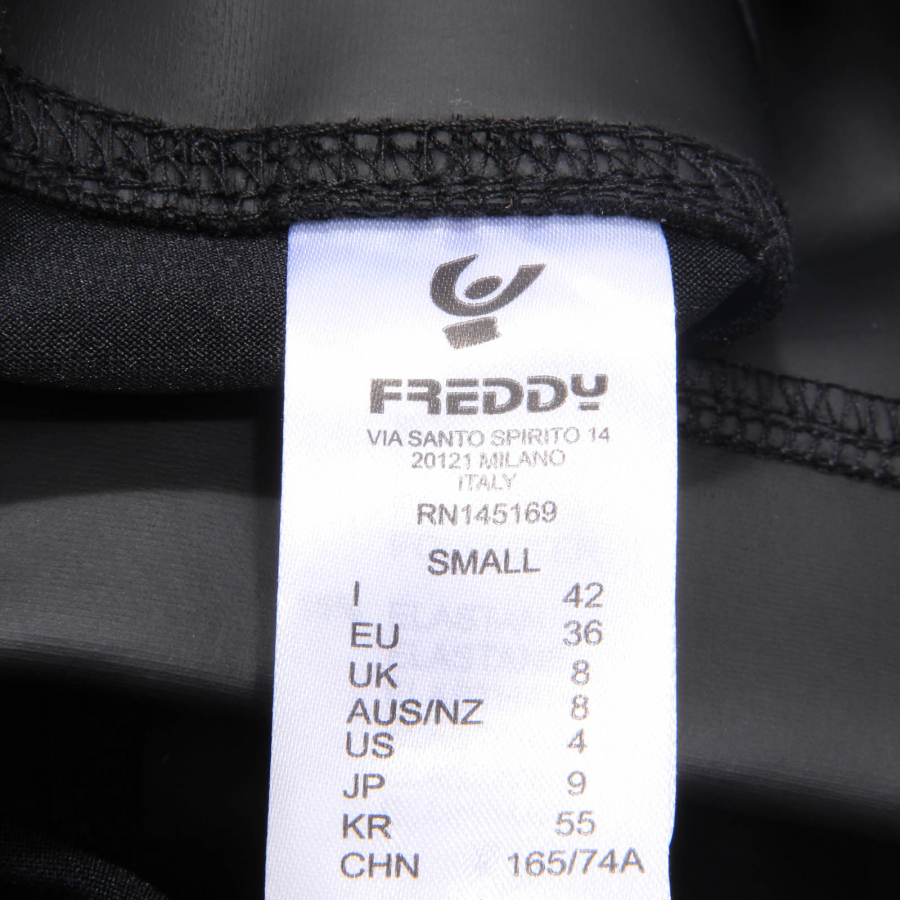 FREDDY
VIA SANTO SPIRITO 14
20121 MILANO
ITALY
RN145169
SMALL
I 42
EU 36
UK 8
AUS/NZ 8
US 4
JP 9
KR 55
CHN 165/74A